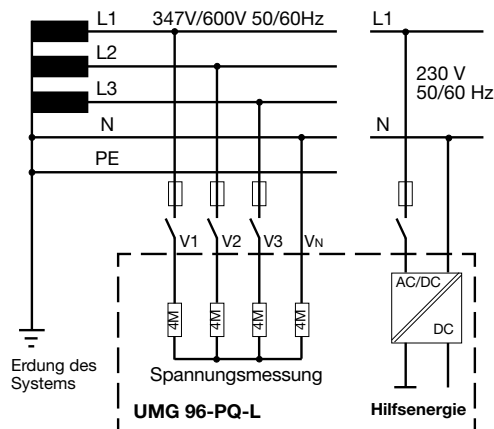 L1 347V/600V 50/60Hz L1
L2
230 V
50/60 Hz
L3
N N
PE
V1 V2 V3 VN
AC/DC
4M 4M 4M 4M
DC
Erdung des
Systems
Spannungsmessung
UMG 96-PQ-L Hilfsenergie